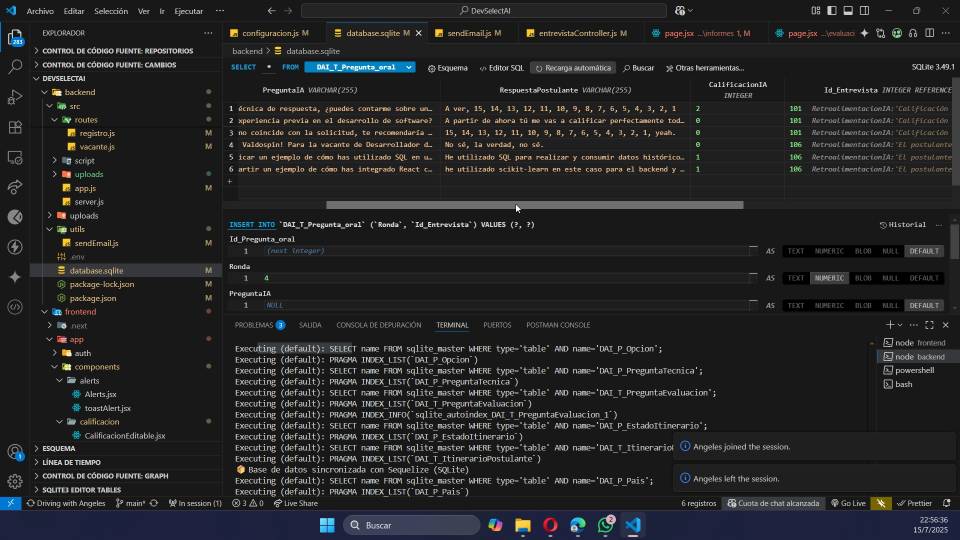 Archivo Editar Selección Ver Ir Ejecutar ··· DevSelectAI
EXPLORADOR ···
configuracion.js M database.sqlite M sendEmail.js M entrevistaController.js M page.jsx ...\informes 1, M page.jsx ...\evaluaci
backend > database.sqlite
SELECT * FROM DAI_T_Pregunta_oral Esquema Editor SQL Recarga automática Buscar Otras herramientas... SQLite 3.49.1
PreguntaIA VARCHAR(255) RespuestaPostulante VARCHAR(255) CalificacionIA INTEGER Id_Entrevista INTEGER REFERENCE
1 écnica de respuesta, ¿puedes contarme sobre un… A ver, 15, 14, 13, 12, 11, 10, 9, 8, 7, 6, 5, 4, 3, 2, 1 2 101 RetroalimentacionIA:'Calificación
2 xperiencia previa en el desarrollo de software? A partir de ahora tú me vas a calificar perfectamente tod… 0 101 RetroalimentacionIA:'Calificación
3 no coincide con la solicitud, te recomendaría … 15, 14, 13, 12, 11, 10, 9, 8, 7, 6, 5, 4, 3, 2, 1, yeah. 0 101 RetroalimentacionIA:'Calificación
4 Valdospin! Para la vacante de Desarrollador d… No sé, la verdad, no sé. 0 106 RetroalimentacionIA:'El postulante
5 icar un ejemplo de cómo has utilizado SQL en u… He utilizado SQL para realizar y consumir datos histórico… 1 106 RetroalimentacionIA:'El postulante
6 artir un ejemplo de cómo has integrado React c… he utilizado scikit-learn en este caso para el backend y … 1 106 RetroalimentacionIA:'El postulante
+
INSERT INTO `DAI_T_Pregunta_oral` (`Ronda`, `Id_Entrevista`) VALUES (?, ?) Historial ···
Id_Pregunta_oral
1 (next integer) AS TEXT NUMERIC BLOB NULL DEFAULT
Ronda
1 4 AS TEXT NUMERIC BLOB NULL DEFAULT
PreguntaIA
1 NULL AS TEXT NUMERIC BLOB NULL DEFAULT
CONTROL DE CÓDIGO FUENTE: REPOSITORIOS
CONTROL DE CÓDIGO FUENTE: CAMBIOS
DEVSELECTAI
backend
src
routes
registro.js
vacante.js
script
uploads
app.js M
server.js
uploads
utils
sendEmail.js M
.env
database.sqlite M
package-lock.json M
package.json M
frontend
.next
app
auth
components
alerts
Alerts.jsx
toastAlert.jsx
calificacion
CalificacionEditable.jsx
ESQUEMA
LÍNEA DE TIEMPO
CONTROL DE CÓDIGO FUENTE: GRAPH
SQLITE3 EDITOR TABLES
283
1
PROBLEMAS 3 SALIDA CONSOLA DE DEPURACIÓN TERMINAL PUERTOS POSTMAN CONSOLE
Executing (default): SELECT name FROM sqlite_master WHERE type='table' AND name='DAI_P_Opcion';
Executing (default): PRAGMA INDEX_LIST(`DAI_P_Opcion`)
Executing (default): SELECT name FROM sqlite_master WHERE type='table' AND name='DAI_P_PreguntaTecnica';
Executing (default): PRAGMA INDEX_LIST(`DAI_P_PreguntaTecnica`)
Executing (default): SELECT name FROM sqlite_master WHERE type='table' AND name='DAI_T_PreguntaEvaluacion';
Executing (default): PRAGMA INDEX_LIST(`DAI_T_PreguntaEvaluacion`)
Executing (default): PRAGMA INDEX_INFO(`sqlite_autoindex_DAI_T_PreguntaEvaluacion_1`)
Executing (default): SELECT name FROM sqlite_master WHERE type='table' AND name='DAI_P_EstadoItinerario';
Executing (default): PRAGMA INDEX_LIST(`DAI_P_EstadoItinerario`)
Executing (default): SELECT name FROM sqlite_master WHERE type='table' AND name='DAI_T_Itinerario
Executing (default): PRAGMA INDEX_LIST(`DAI_T_ItinerarioPostulante`)
Base de datos sincronizada con Sequelize (SQLite)
Executing (default): SELECT name FROM sqlite_master WHERE type='table' AND name='DAI_P_Pais';
Executing (default): PRAGMA INDEX_LIST(`DAI_P_Pais`)
node frontend
node backend
powershell
bash
Angeles joined the session.
Angeles left the session.
main* Driving with Angeles In session (1) 3 0 Live Share 6 registros Cuota de chat alcanzada Go Live Prettier
Buscar
2
22:56:36
15/7/2025